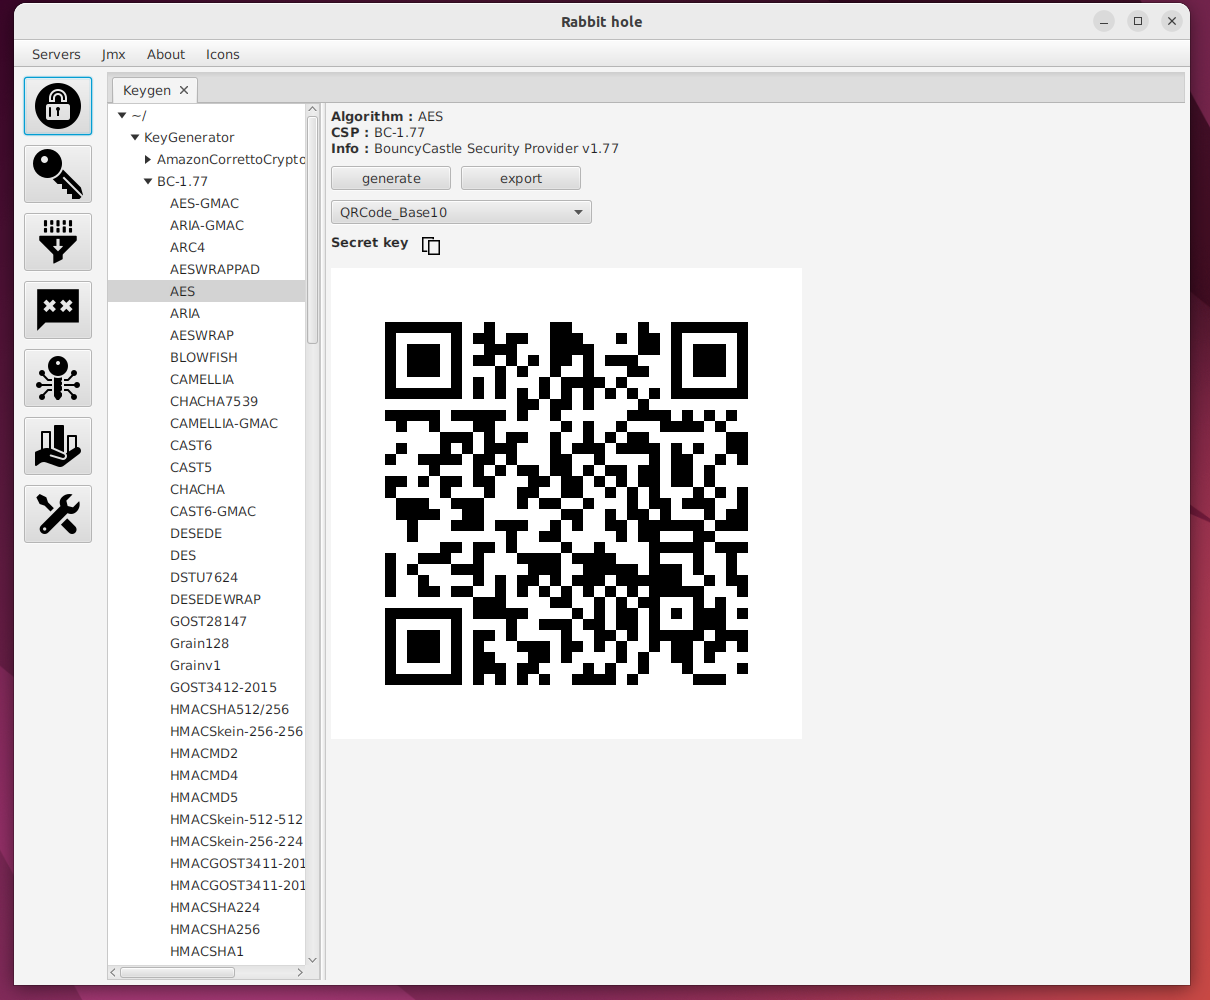 Rabbit hole
Servers Jmx About Icons
Keygen
~/
KeyGenerator
AmazonCorrettoCrypto
BC-1.77
AES-GMAC
ARIA-GMAC
ARC4
AESWRAPPAD
AES
ARIA
AESWRAP
BLOWFISH
CAMELLIA
CHACHA7539
CAMELLIA-GMAC
CAST6
CAST5
CHACHA
CAST6-GMAC
DESEDE
DES
DSTU7624
DESEDEWRAP
GOST28147
Grain128
Grainv1
GOST3412-2015
HMACSHA512/256
HMACSkein-256-256
HMACMD2
HMACMD4
HMACMD5
HMACSkein-512-512
HMACSkein-256-224
HMACGOST3411-201
HMACGOST3411-201
HMACSHA224
HMACSHA256
HMACSHA1
Algorithm : AES
CSP : BC-1.77
Info : BouncyCastle Security Provider v1.77
generate export
QRCode_Base10
Secret key